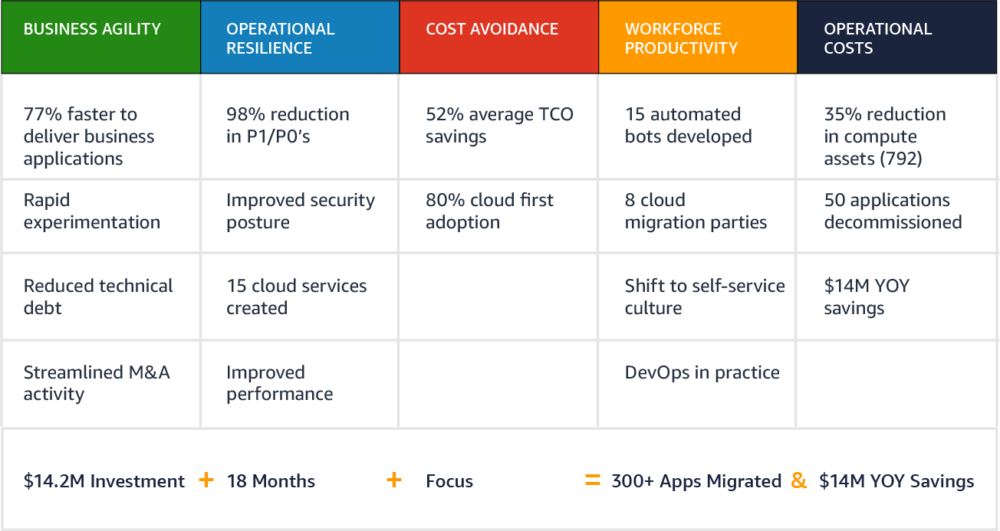 BUSINESS AGILITY
OPERATIONAL
RESILIENCE
COST AVOIDANCE
WORKFORCE
PRODUCTIVITY
OPERATIONAL
COSTS
77% faster to
deliver business
applications
98% reduction
in P1/P0’s
52% average TCO
savings
15 automated
bots developed
35% reduction
in compute
assets (792)
Rapid
experimentation
Improved security
posture
80% cloud first
adoption
8 cloud
migration parties
50 applications
decommissioned
Reduced technical
debt
15 cloud services
created
Shift to self-service
culture
$14M YOY
savings
Streamlined M&A
activity
Improved
performance
DevOps in practice
$14.2M Investment + 18 Months + Focus = 300+ Apps Migrated & $14M YOY Savings